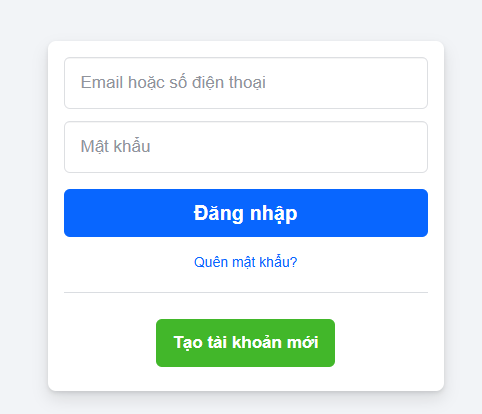 Email hoặc số điện thoại
Mật khẩu
Đăng nhập
Quên mật khẩu?
Tạo tài khoản mới